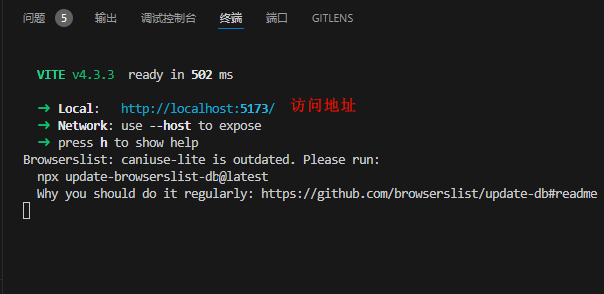 问题 5 输出 调试控制台 终端 端口 GITLENS
VITE v4.3.3 ready in 502 ms
➜ Local: http://localhost:5173/ 访问地址
➜ Network: use --host to expose
➜ press h to show help
Browserslist: caniuse-lite is outdated. Please run:
npx update-browserslist-db@latest
Why you should do it regularly: https://github.com/browserslist/update-db#readme